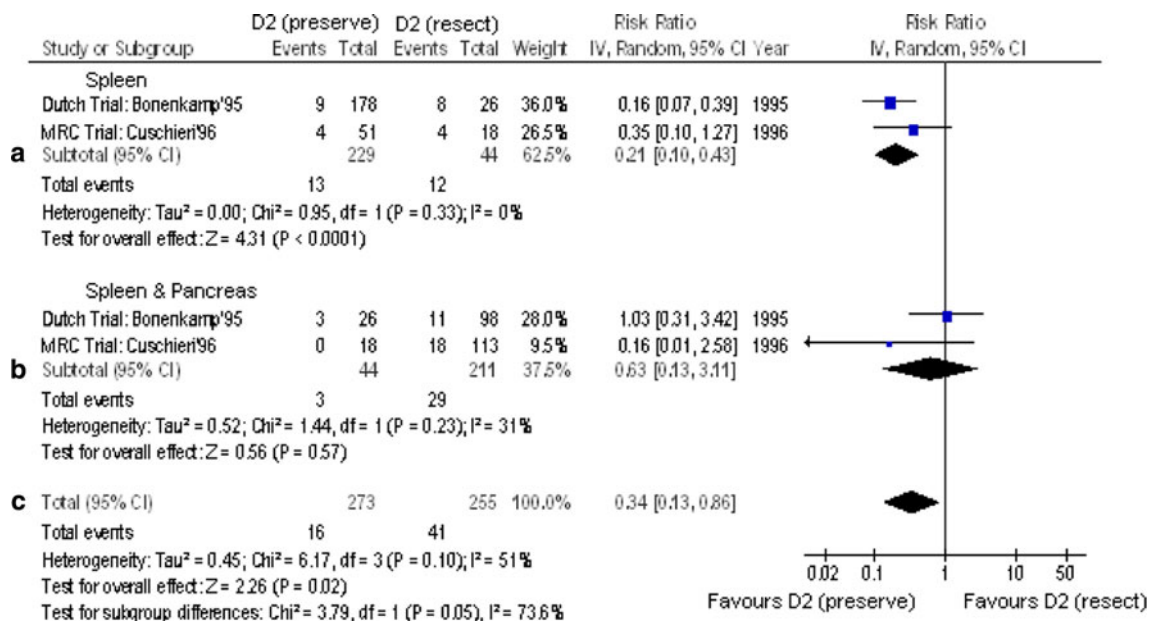 D2 (preserve) D2 (resect) Risk Ratio Risk Ratio
Study or Subgroup Events Total Events Total Weight IV, Random, 95% CI Year IV, Random, 95% CI
Spleen
Dutch Trial: Bonenkamp'95 9 178 8 26 36.0% 0.16 [0.07, 0.39] 1995
MRC Trial: Cuschieri'96 4 51 4 18 26.5% 0.35 [0.10, 1.27] 1996
a Subtotal (95% CI) 229 44 62.5% 0.21 [0.10, 0.43]
Total events 13 12
Heterogeneity: Tau² = 0.00; Chi² = 0.95, df = 1 (P = 0.33); I² = 0%
Test for overall effect: Z = 4.31 (P < 0.0001)
Spleen & Pancreas
Dutch Trial: Bonenkamp'95 3 26 11 98 28.0% 1.03 [0.31, 3.42] 1995
MRC Trial: Cuschieri'96 0 18 18 113 9.5% 0.16 [0.01, 2.58] 1996
b Subtotal (95% CI) 44 211 37.5% 0.63 [0.13, 3.11]
Total events 3 29
Heterogeneity: Tau² = 0.52; Chi² = 1.44, df = 1 (P = 0.23); I² = 31%
Test for overall effect: Z = 0.56 (P = 0.57)
c Total (95% CI) 273 255 100.0% 0.34 [0.13, 0.86]
Total events 16 41
Heterogeneity: Tau² = 0.45; Chi² = 6.17, df = 3 (P = 0.10); I² = 51%
Test for overall effect: Z = 2.26 (P = 0.02)
Test for subgroup differences: Chi² = 3.79, df = 1 (P = 0.05), I² = 73.6%
0.02 0.1 1 10 50
Favours D2 (preserve) Favours D2 (resect)